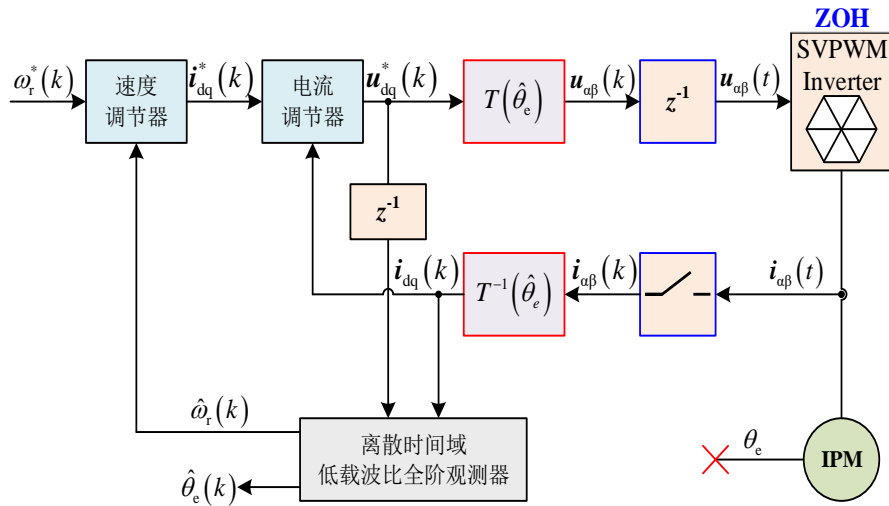 ZOH
ω*r(k)
速度
调节器
i*dq(k)
电流
调节器
u*dq(k)
T(θ̂e)
uαβ(k)
z-1
uαβ(t)
SVPWM
Inverter
z-1
idq(k)
T−1(θ̂e)
iαβ(k)
iαβ(t)
ω̂r(k)
离散时间域
低载波比全阶观测器
θ̂e(k)
θe
IPM